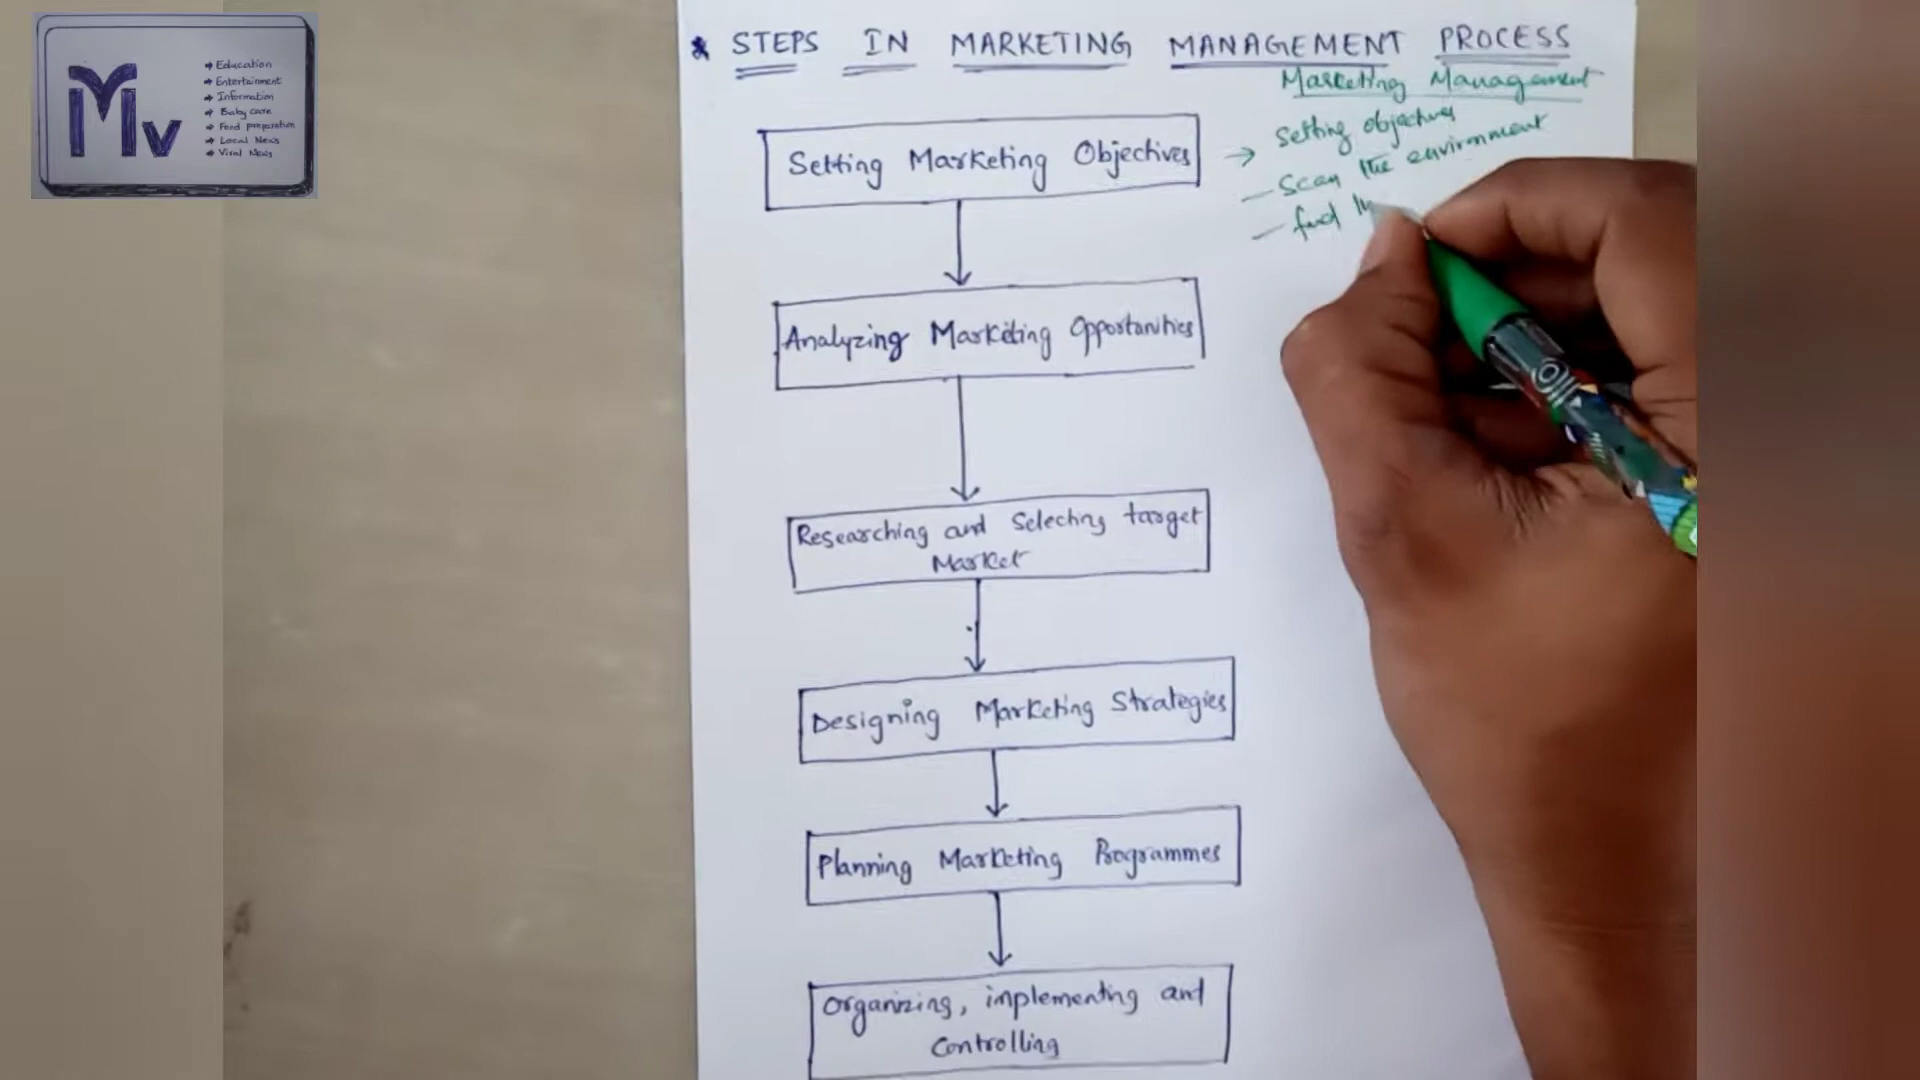 MV
→ Education
→ Entertainment
→ Information
→ Baby care
→ Food preparation
→ Local News
→ Viral News
* STEPS IN MARKETING MANAGEMENT PROCESS
Marketing Management
→ Setting objectives
— Scan the environment
— find
Setting Marketing Objectives
Analyzing Marketing Opportunities
Researching and Selecting target
Market
Designing Marketing Strategies
Planning Marketing Programmes
Organizing, implementing and
Controlling